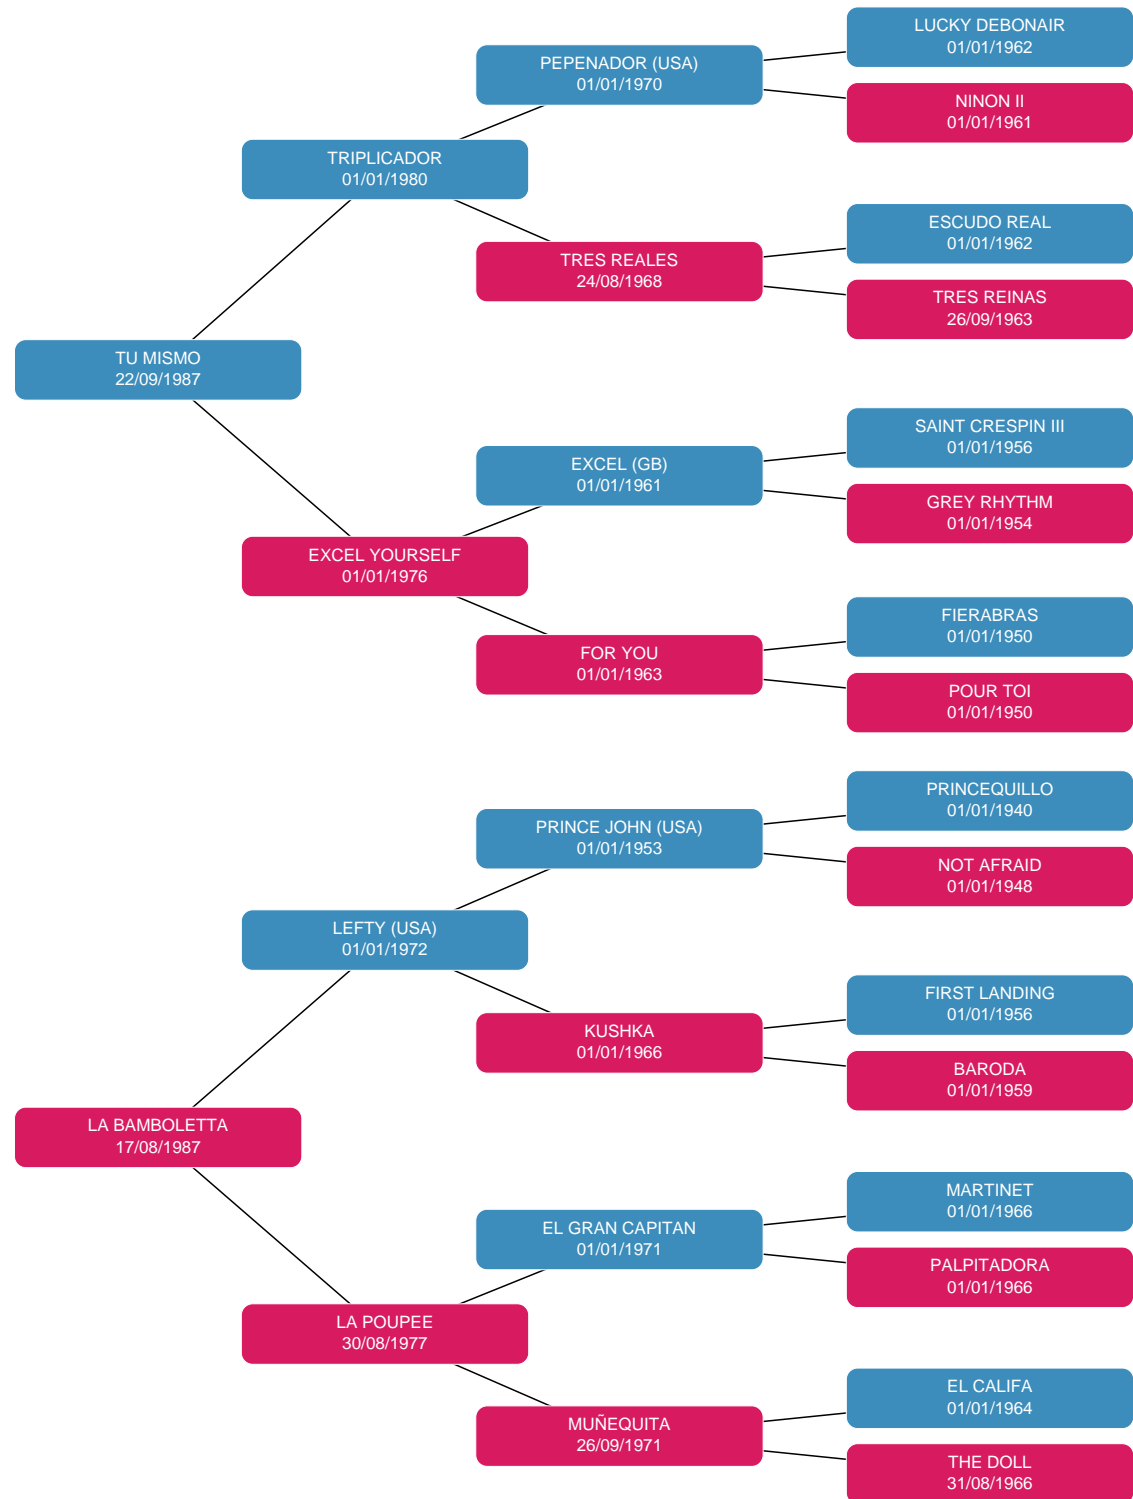 LUCKY DEBONAIR
01/01/1962
PEPENADOR (USA)
01/01/1970
NINON II
01/01/1961
TRIPLICADOR
01/01/1980
ESCUDO REAL
01/01/1962
TRES REALES
24/08/1968
TRES REINAS
26/09/1963
TU MISMO
22/09/1987
SAINT CRESPIN III
01/01/1956
EXCEL (GB)
01/01/1961
GREY RHYTHM
01/01/1954
EXCEL YOURSELF
01/01/1976
FIERABRAS
01/01/1950
FOR YOU
01/01/1963
POUR TOI
01/01/1950
PRINCEQUILLO
01/01/1940
PRINCE JOHN (USA)
01/01/1953
NOT AFRAID
01/01/1948
LEFTY (USA)
01/01/1972
FIRST LANDING
01/01/1956
KUSHKA
01/01/1966
BARODA
01/01/1959
LA BAMBOLETTA
17/08/1987
MARTINET
01/01/1966
EL GRAN CAPITAN
01/01/1971
PALPITADORA
01/01/1966
LA POUPEE
30/08/1977
EL CALIFA
01/01/1964
MUÑEQUITA
26/09/1971
THE DOLL
31/08/1966